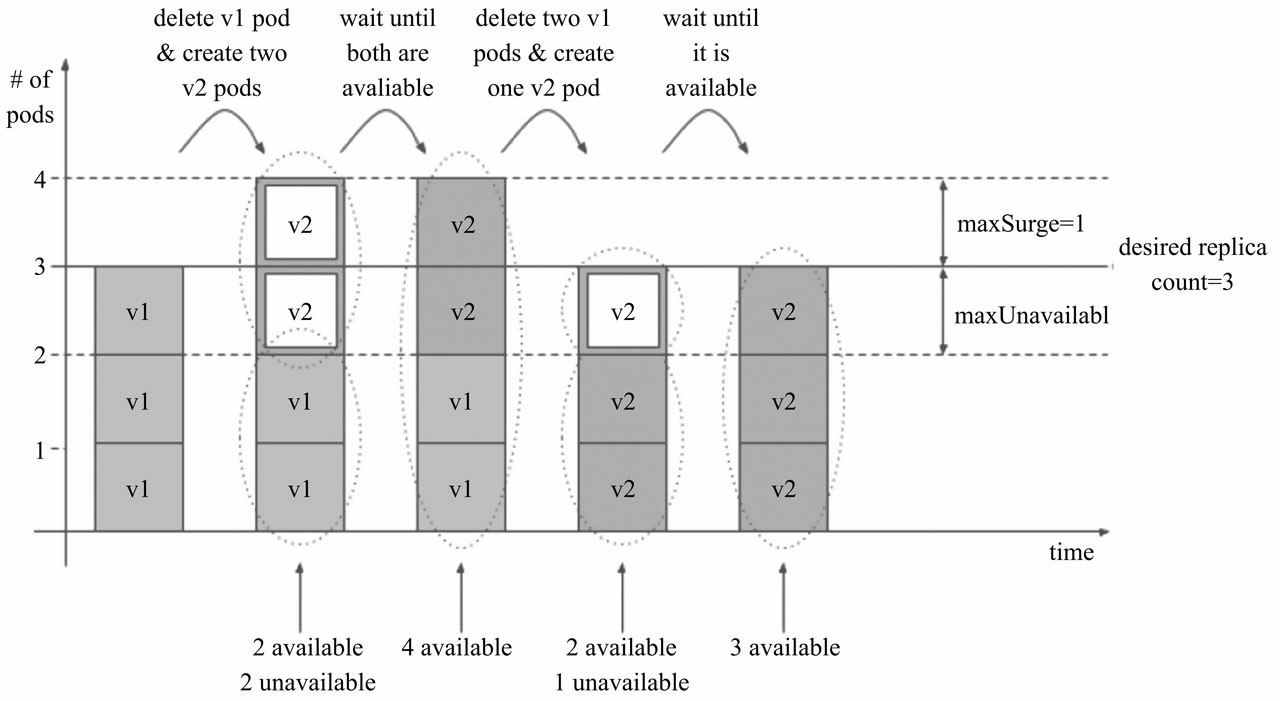 delete v1 pod
& create two
v2 pods
wait until
both are
avaliable
delete two v1
pods & create
one v2 pod
wait until
it is
available
# of
pods
4
3
2
1
v1
v1
v1
v2
v2
v1
v1
v2
v2
v1
v1
v2
v2
v2
v2
v2
v2
maxSurge=1
maxUnavailabl
desired replica
count=3
time
2 available
2 unavailable
4 available
2 available
1 unavailable
3 available